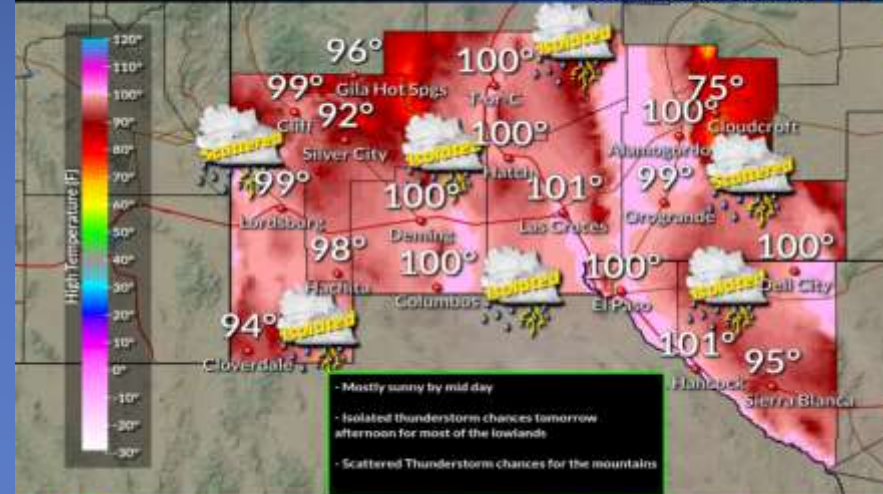 120°
110°
100°
90°
80°
70°
60°
50°
40°
30°
20°
10°
0°
-10°
-20°
-30°
High Temperature (F)
Isolated
96°
Gila Hot Spgs
100°
T or C
99°
Cliff
75°
Cloudcroft
92°
Silver City
100°
Alamogordo
Scattered
Isolated
100°
Hatch
Scattered
99°
Lordsburg
100°
Deming
101°
Las Cruces
99°
Orogrande
98°
Hachita
100°
Columbus
Isolated
100°
El Paso
Isolated
100°
Dell City
94°
Cloverdale
Isolated
101°
Hancock
95°
Sierra Blanca
- Mostly sunny by mid day
- Isolated thunderstorm chances tomorrow
afternoon for most of the lowlands
- Scattered Thunderstorm chances for the mountains